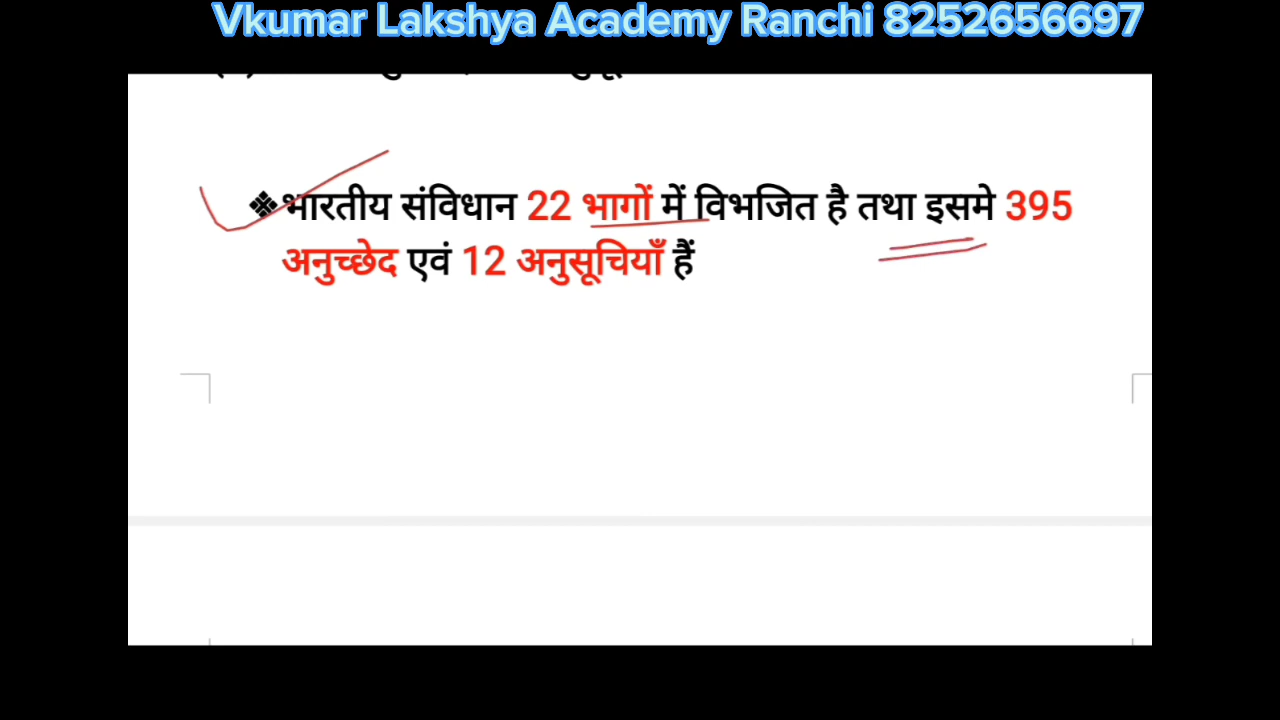 Vkumar Lakshya Academy Ranchi 8252656697
❖भारतीय संविधान 22 भागों में विभजित है तथा इसमे 395
अनुच्छेद एवं 12 अनुसूचियाँ हैं